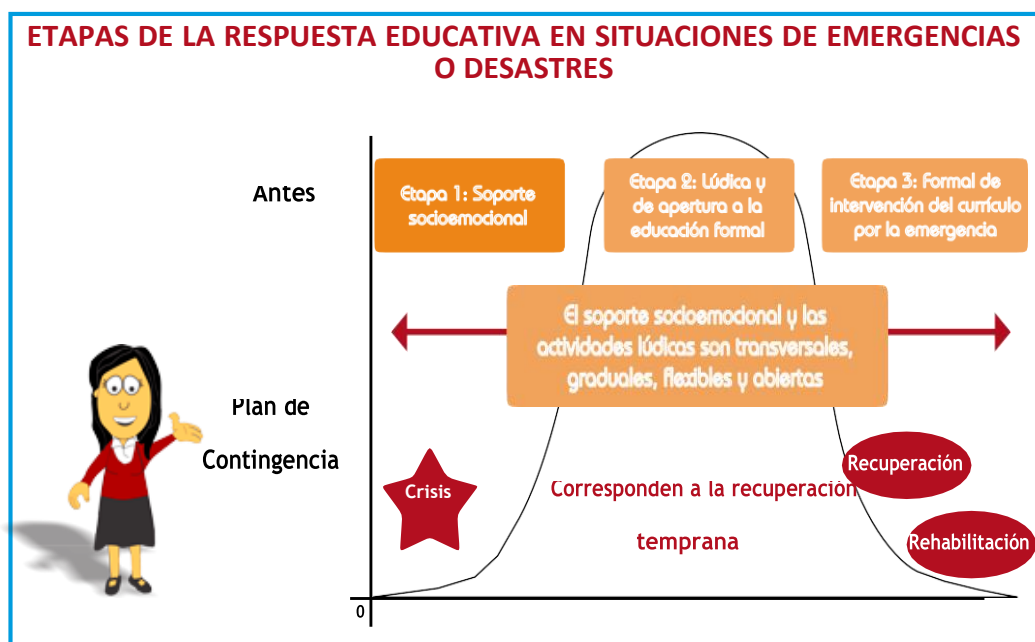 ETAPAS DE LA RESPUESTA EDUCATIVA EN SITUACIONES DE EMERGENCIAS
O DESASTRES
Antes
Etapa 1: Soporte
socioemocional
Etapa 2: Lúdica y
de apertura a la
educación formal
Etapa 3: Formal de
intervención del currículo
por la emergencia
El soporte socioemocional y las
actividades lúdicas son transversales,
graduales, flexibles y abiertas
Plan de
Contingencia
Crisis
Corresponden a la recuperación
temprana
Recuperación
Rehabilitación
0